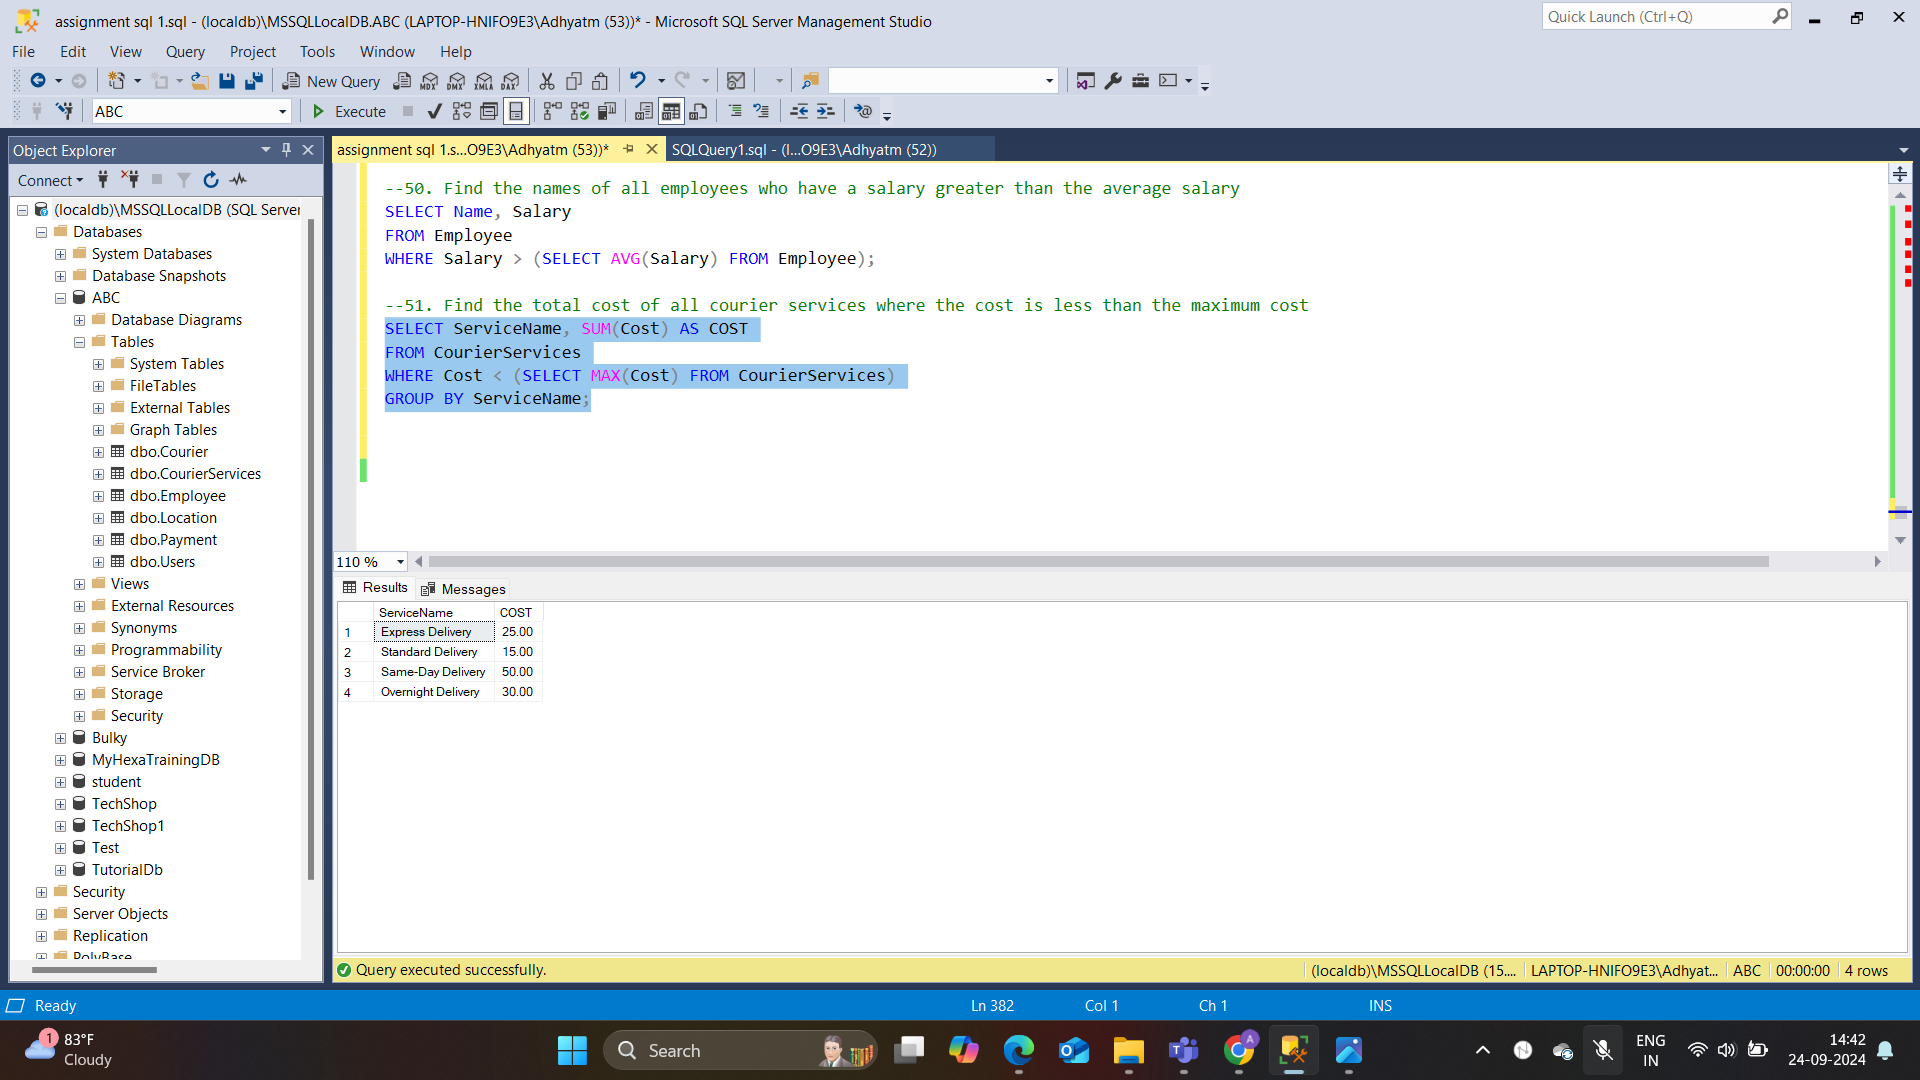 assignment sql 1.sql - (localdb)\MSSQLLocalDB.ABC (LAPTOP-HNIFO9E3\Adhyatm (53))* - Microsoft SQL Server Management Studio
Quick Launch (Ctrl+Q)
File Edit View Query Project Tools Window Help
New Query MDX DMX XMLA DAX
ABC Execute
Object Explorer
Connect
(localdb)\MSSQLLocalDB (SQL Server
Databases
System Databases
Database Snapshots
ABC
Database Diagrams
Tables
System Tables
FileTables
External Tables
Graph Tables
dbo.Courier
dbo.CourierServices
dbo.Employee
dbo.Location
dbo.Payment
dbo.Users
Views
External Resources
Synonyms
Programmability
Service Broker
Storage
Security
Bulky
MyHexaTrainingDB
student
TechShop
TechShop1
Test
TutorialDb
Security
Server Objects
Replication
PolyBase
assignment sql 1.s...O9E3\Adhyatm (53))* SQLQuery1.sql - (l...O9E3\Adhyatm (52))
--50. Find the names of all employees who have a salary greater than the average salary
SELECT Name, Salary
FROM Employee
WHERE Salary > (SELECT AVG(Salary) FROM Employee);
--51. Find the total cost of all courier services where the cost is less than the maximum cost
SELECT ServiceName, SUM(Cost) AS COST
FROM CourierServices
WHERE Cost < (SELECT MAX(Cost) FROM CourierServices)
GROUP BY ServiceName;
110 %
Results Messages
ServiceName COST
1 Express Delivery 25.00
2 Standard Delivery 15.00
3 Same-Day Delivery 50.00
4 Overnight Delivery 30.00
Query executed successfully. (localdb)\MSSQLLocalDB (15.... LAPTOP-HNIFO9E3\Adhyat... ABC 00:00:00 4 rows
Ready Ln 382 Col 1 Ch 1 INS
1 83°F
Cloudy
Search
A
ENG
IN
14:42
24-09-2024